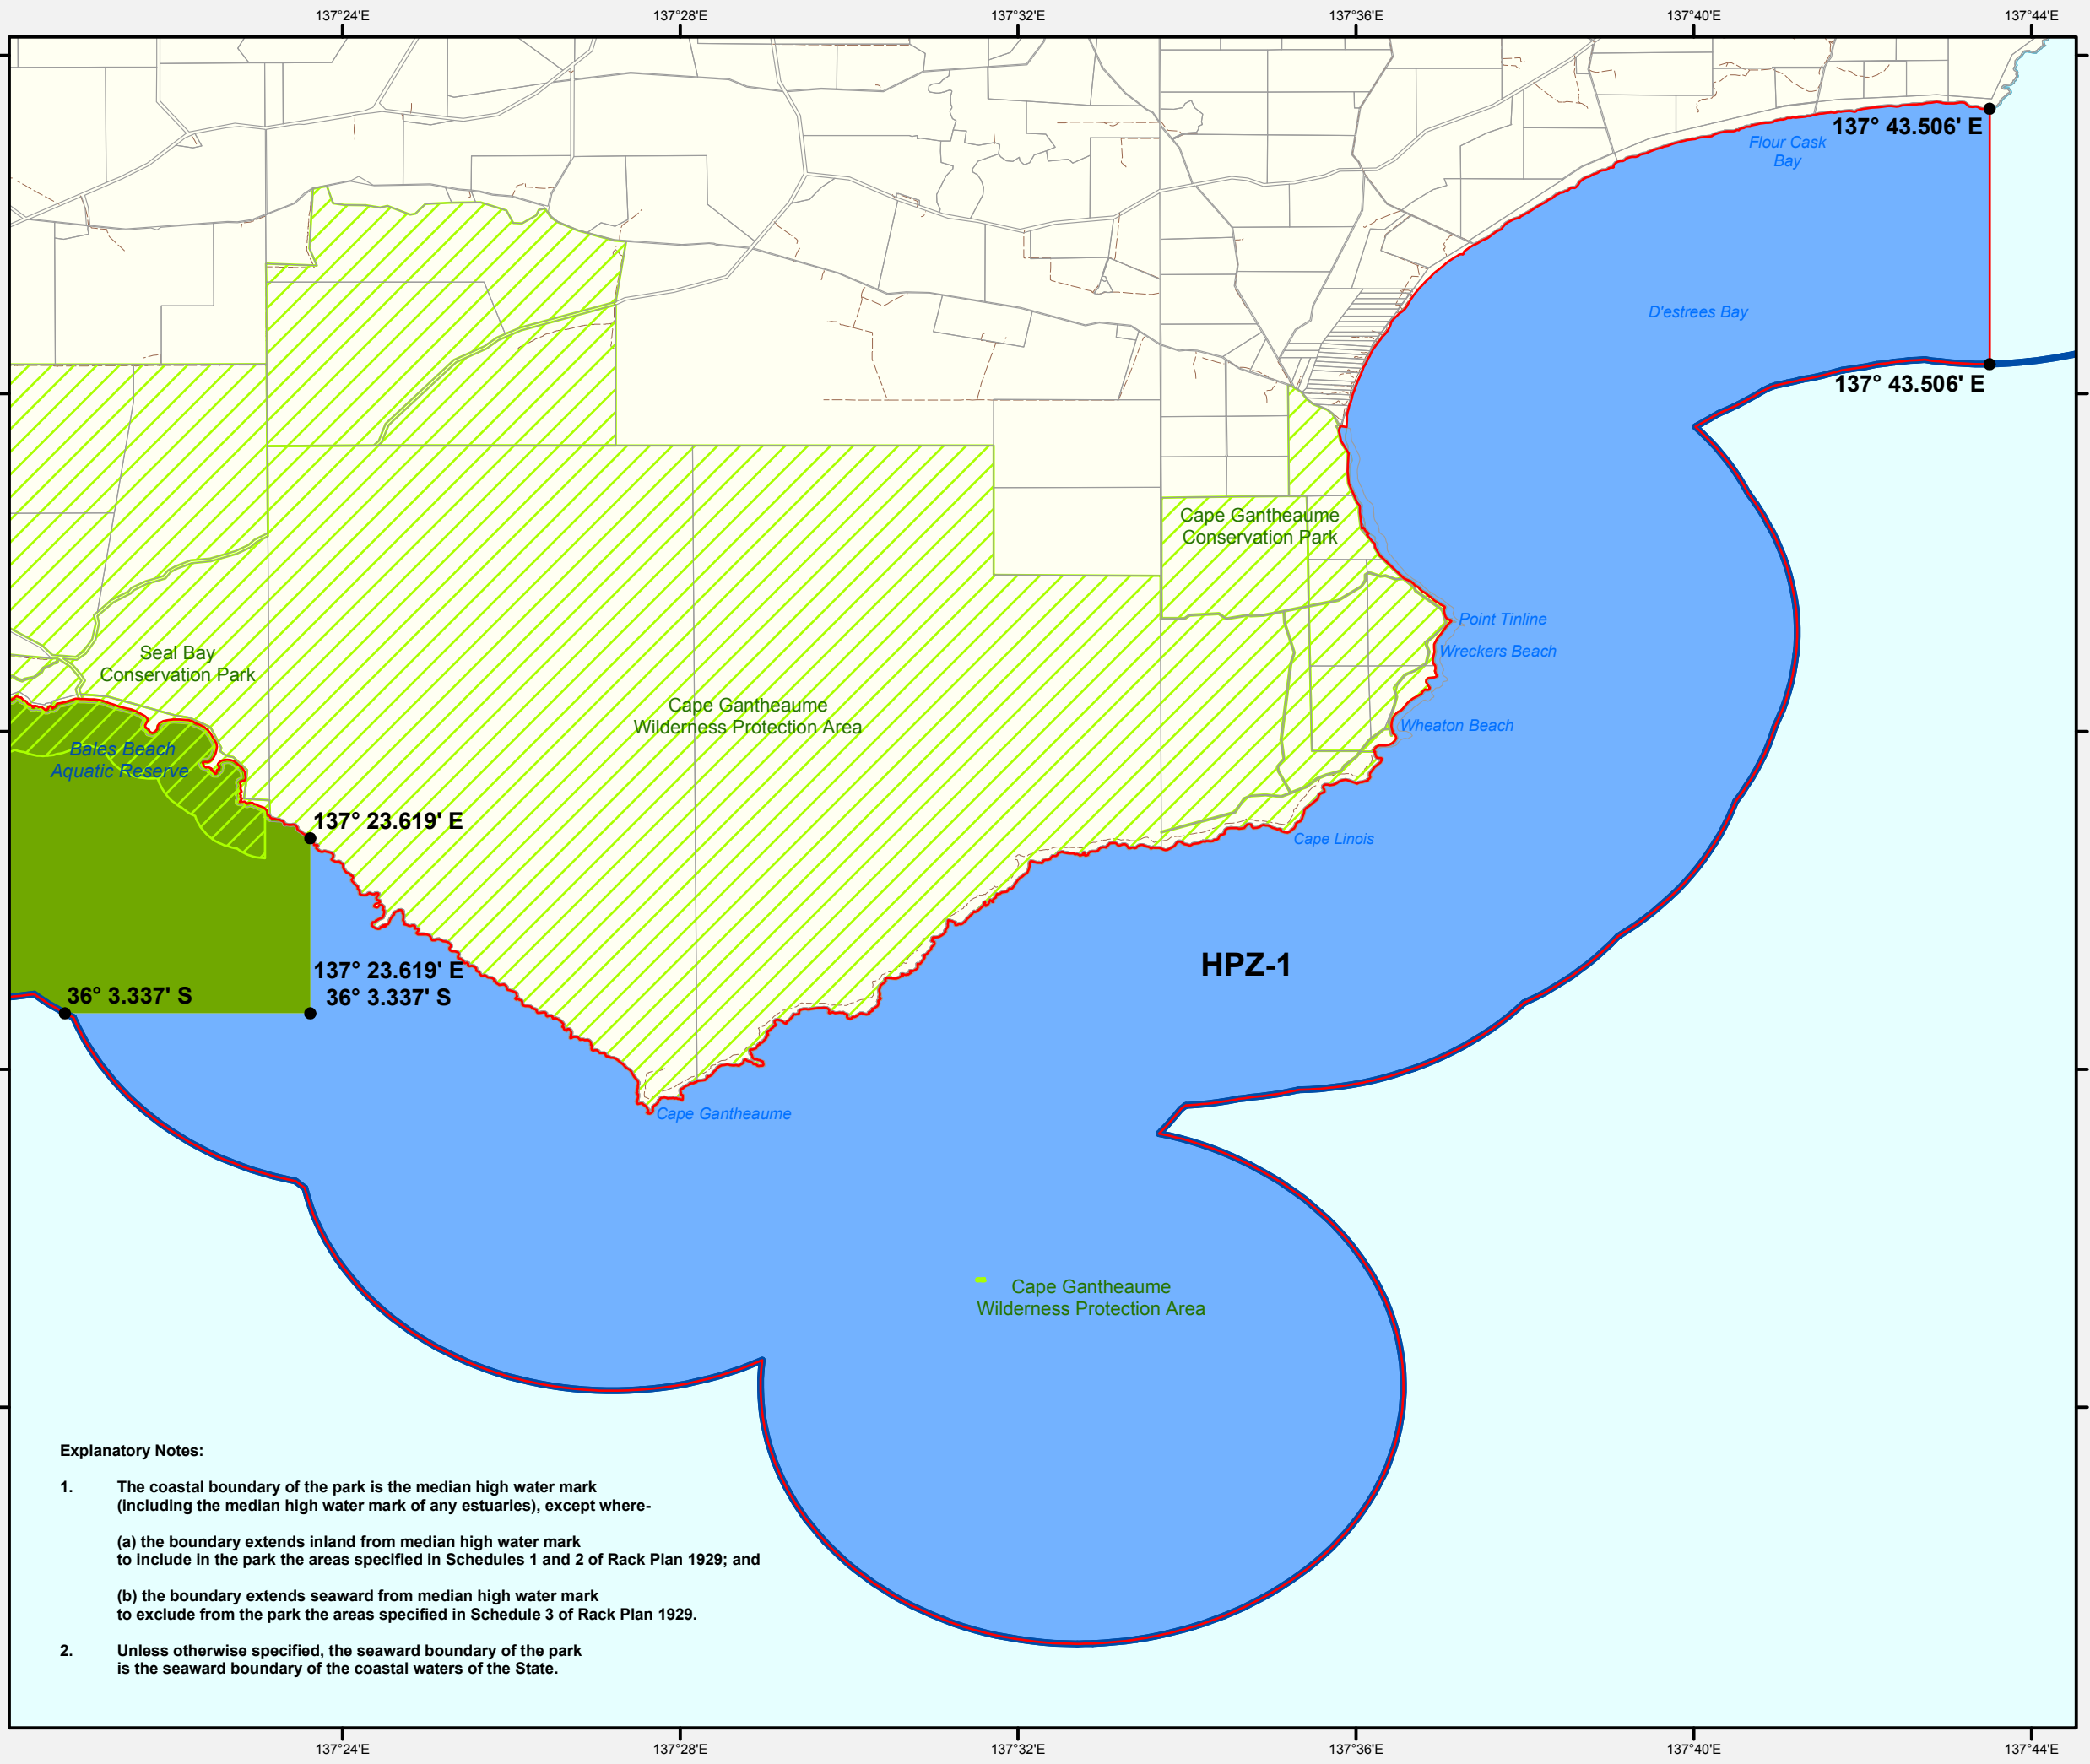 137°24'E
137°28'E
137°32'E
137°36'E
137°40'E
137°44'E
137° 43.506' E
Flour Cask
Bay
D'estrees Bay
137° 43.506' E
Cape Gantheaume
Conservation Park
Point Tinline
Wreckers Beach
Seal Bay
Conservation Park
Cape Gantheaume
Wilderness Protection Area
Wheaton Beach
Bales Beach
Aquatic Reserve
137° 23.619' E
Cape Linois
HPZ-1
137° 23.619' E
36° 3.337' S
36° 3.337' S
Cape Gantheaume
Cape Gantheaume
Wilderness Protection Area
Explanatory Notes:
1. The coastal boundary of the park is the median high water mark
(including the median high water mark of any estuaries), except where-
(a) the boundary extends inland from median high water mark
to include in the park the areas specified in Schedules 1 and 2 of Rack Plan 1929; and
(b) the boundary extends seaward from median high water mark
to exclude from the park the areas specified in Schedule 3 of Rack Plan 1929.
2. Unless otherwise specified, the seaward boundary of the park
is the seaward boundary of the coastal waters of the State.
137°24'E
137°28'E
137°32'E
137°36'E
137°40'E
137°44'E